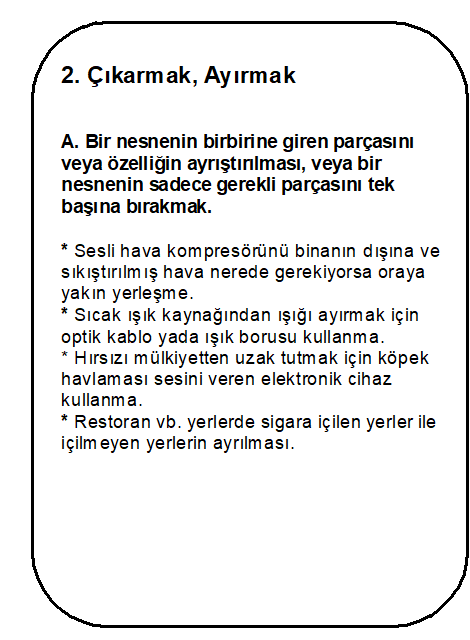 2. Çıkarmak, Ayırmak
A. Bir nesnenin birbirine giren parçasını
veya özelliğin ayrıştırılması, veya bir
nesnenin sadece gerekli parçasını tek
başına bırakmak.
* Sesli hava kompresörünü binanın dışına ve
sıkıştırılmış hava nerede gerekiyorsa oraya
yakın yerleşme.
* Sıcak ışık kaynağından ışığı ayırmak için
optik kablo yada ışık borusu kullanma.
* Hırsızı mülkiyetten uzak tutmak için köpek
havlaması sesini veren elektronik cihaz
kullanma.
* Restoran vb. yerlerde sigara içilen yerler ile
içilmeyen yerlerin ayrılması.